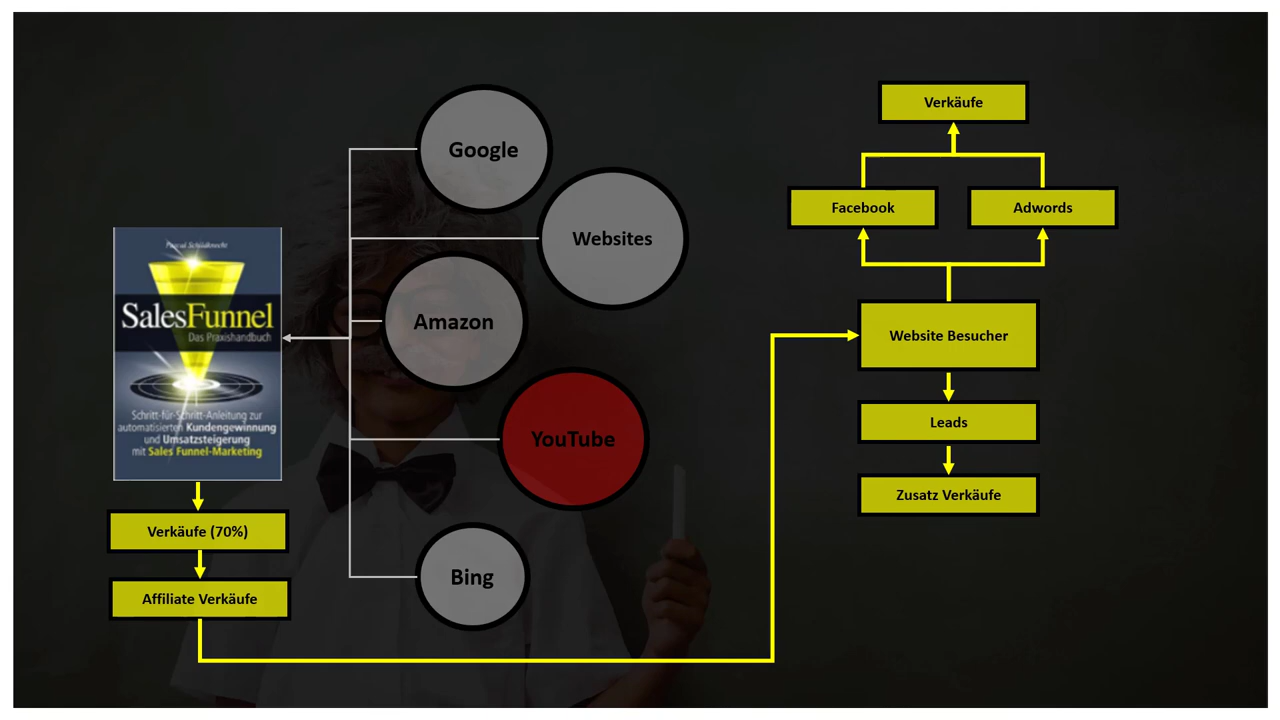 Pascal Schildknecht
SalesFunnel
Das Praxishandbuch
Schritt-für-Schritt-Anleitung zur
automatisierten Kundengewinnung
und Umsatzsteigerung
mit Sales Funnel-Marketing
Verkäufe (70%)
Affiliate Verkäufe
Google
Websites
Amazon
YouTube
Bing
Verkäufe
Facebook
Adwords
Website Besucher
Leads
Zusatz Verkäufe